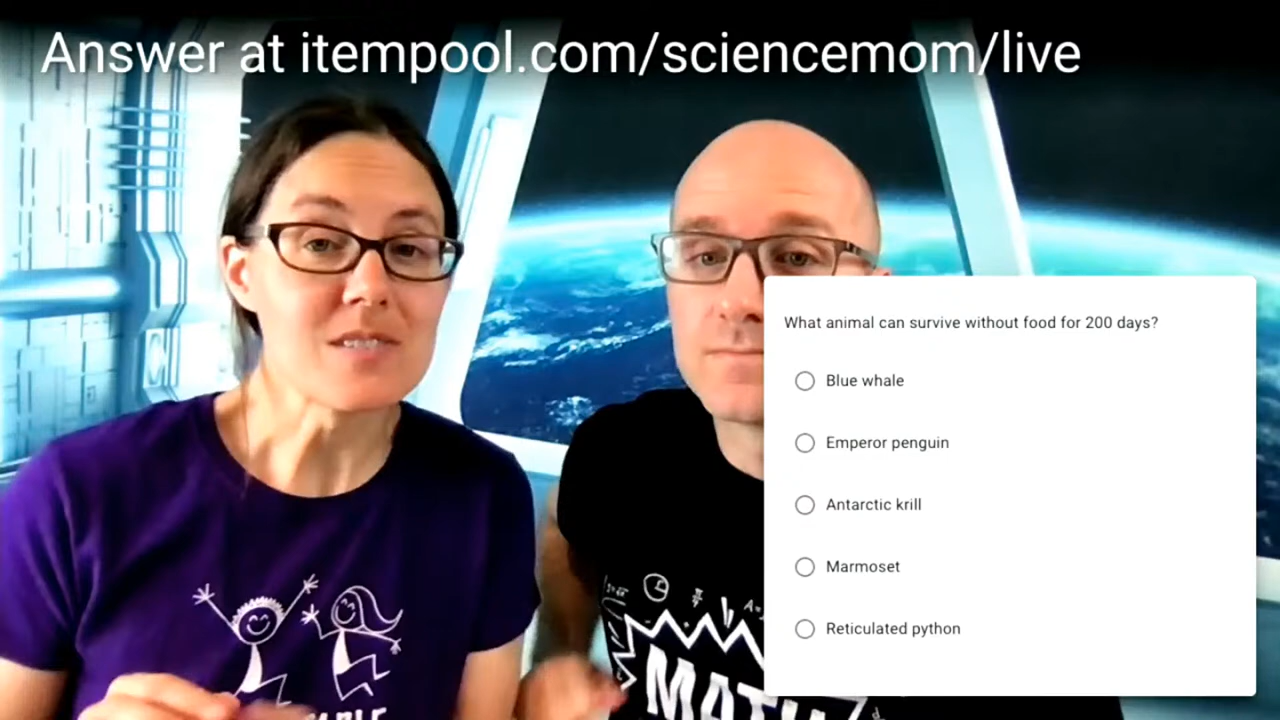 Answer at itempool.com/sciencemom/live
What animal can survive without food for 200 days?
Blue whale
Emperor penguin
Antarctic krill
Marmoset
Reticulated python
MATH